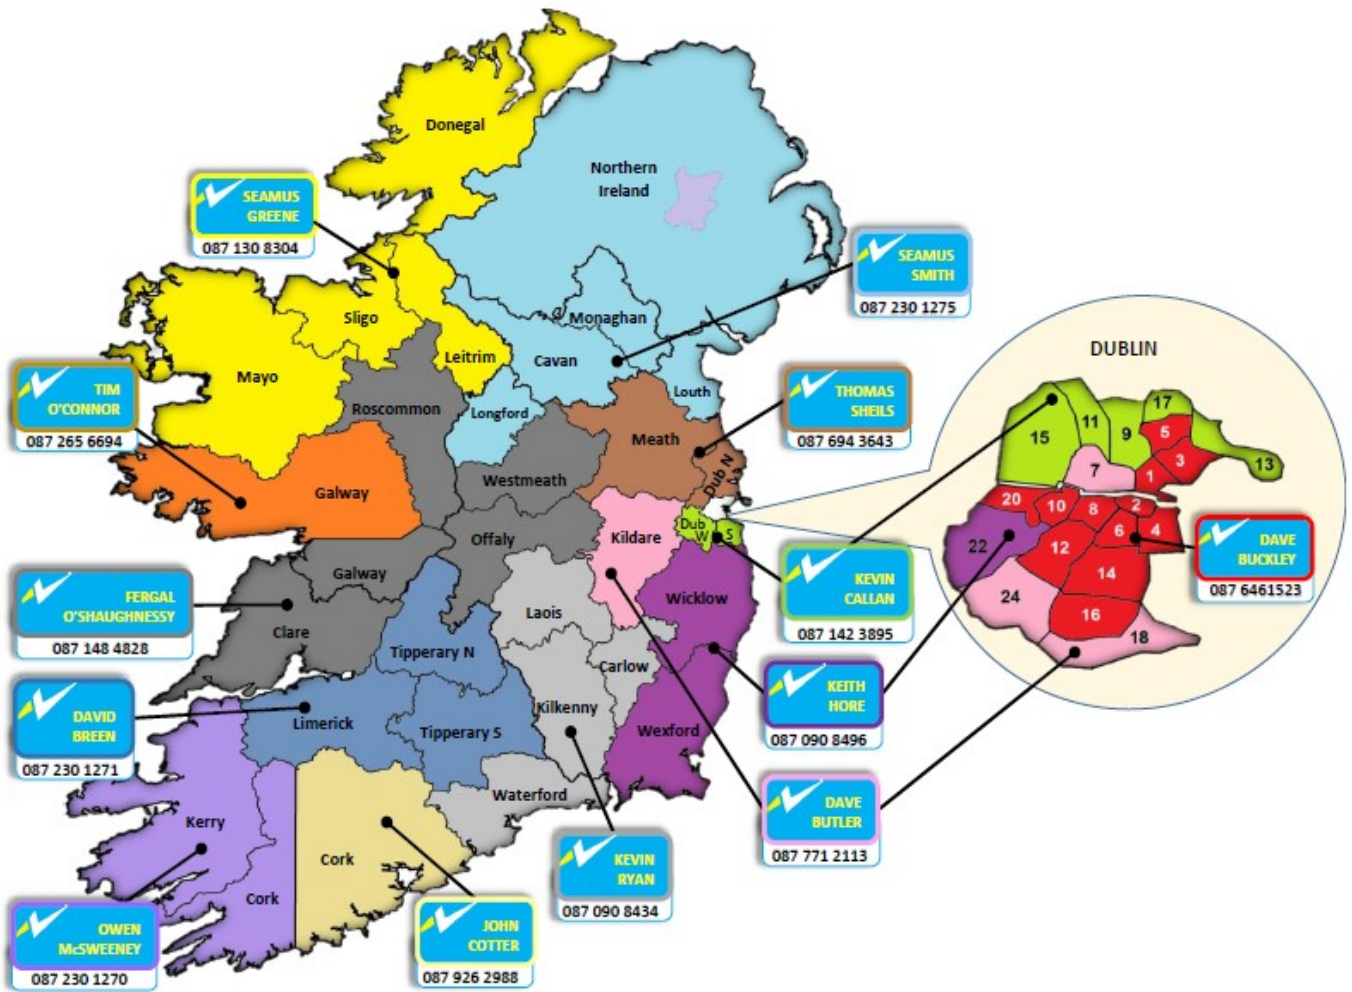 Donegal
Northern
Ireland
SEAMUS
GREENE
087 130 8304
SEAMUS
SMITH
087 230 1275
Monaghan
Sligo
Leitrim
Cavan
Mayo
Louth
DUBLIN
TIM
O'CONNOR
087 265 6694
Roscommon
Longford
Meath
THOMAS
SHEILS
087 694 3643
Dub N
17
11
9
5
15
3
13
7
1
Galway
Westmeath
20
10
8
2
6
4
22
12
14
24
16
18
Offaly
Kildare
Dub
W
S
DAVE
BUCKLEY
087 6461523
Galway
KEVIN
CALLAN
087 142 3895
FERGAL
O'SHAUGHNESSY
087 148 4828
Clare
Laois
Wicklow
Tipperary N
Carlow
KEITH
HORE
087 090 8496
DAVID
BREEN
087 230 1271
Limerick
Tipperary S
Kilkenny
Wexford
Waterford
DAVE
BUTLER
087 771 2113
Kerry
Cork
Cork
KEVIN
RYAN
087 090 8434
OWEN
McSWEENEY
087 230 1270
JOHN
COTTER
087 926 2988